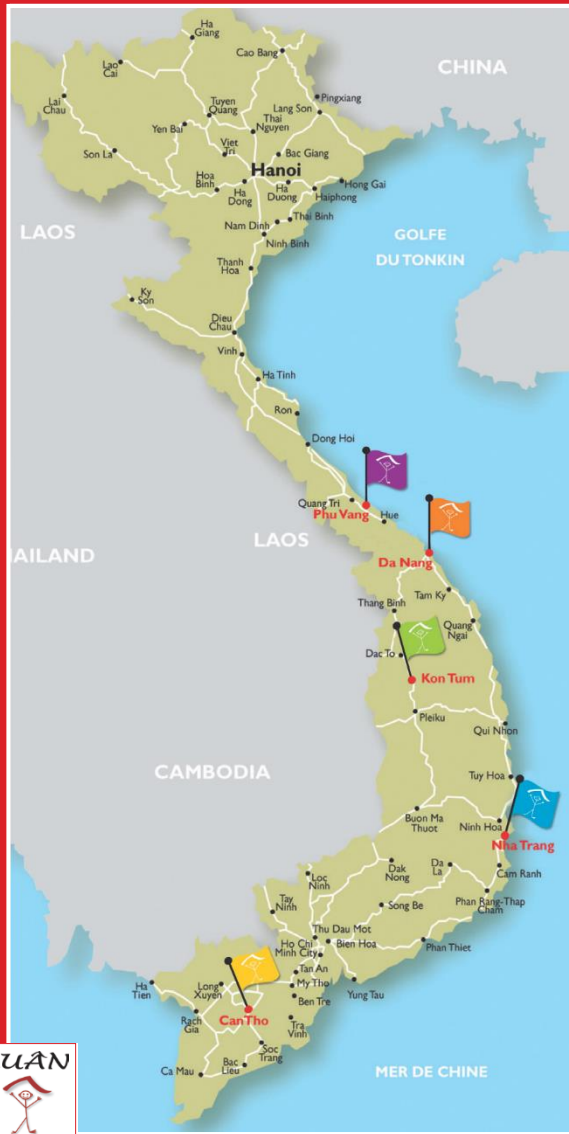 Ha
Giang
Cao Bang
CHINA
Lao
Cai
Lai
Chau
Pingxiang
Tuyen
Quang
Lang Son
Thai
Nguyen
Yen Bai
Viet
Tri
Bac Giang
Son La
Hanoi
Hoa
Binh
Ha
Dong
Ha
Duong
Hong Gai
Haiphong
Thai Binh
Nam Dinh
LAOS
GOLFE
DU TONKIN
Ninh Binh
Thanh
Hoa
Ky
Son
Dieu
Chau
Vinh
Ha Tinh
Ron
Dong Hoi
Quang Tri
Phu Vang
Hue
LAOS
HAILAND
Da Nang
Tam Ky
Thang Binh
Quang
Ngai
Dac To
Kon Tum
Pleiku
Qui Nhon
CAMBODIA
Tuy Hoa
Buon Ma
Thuot
Ninh Hoa
Nha Trang
Dak
Nong
Da
La
Cam Ranh
Loc
Ninh
Phan Rang-Thap
Cham
Tay
Ninh
Song Be
Thu Dau Mot
Ho Chi
Minh City
Bien Hoa
Phan Thiet
Tan An
Ha
Tien
Long
Xuyen
My Tho
Yung Tau
Ben Tre
Rach
Gia
CanTho
Tra
Vinh
Soc
Trang
Ca Mau
Bac
Lieu
MER DE CHINE
UÂN